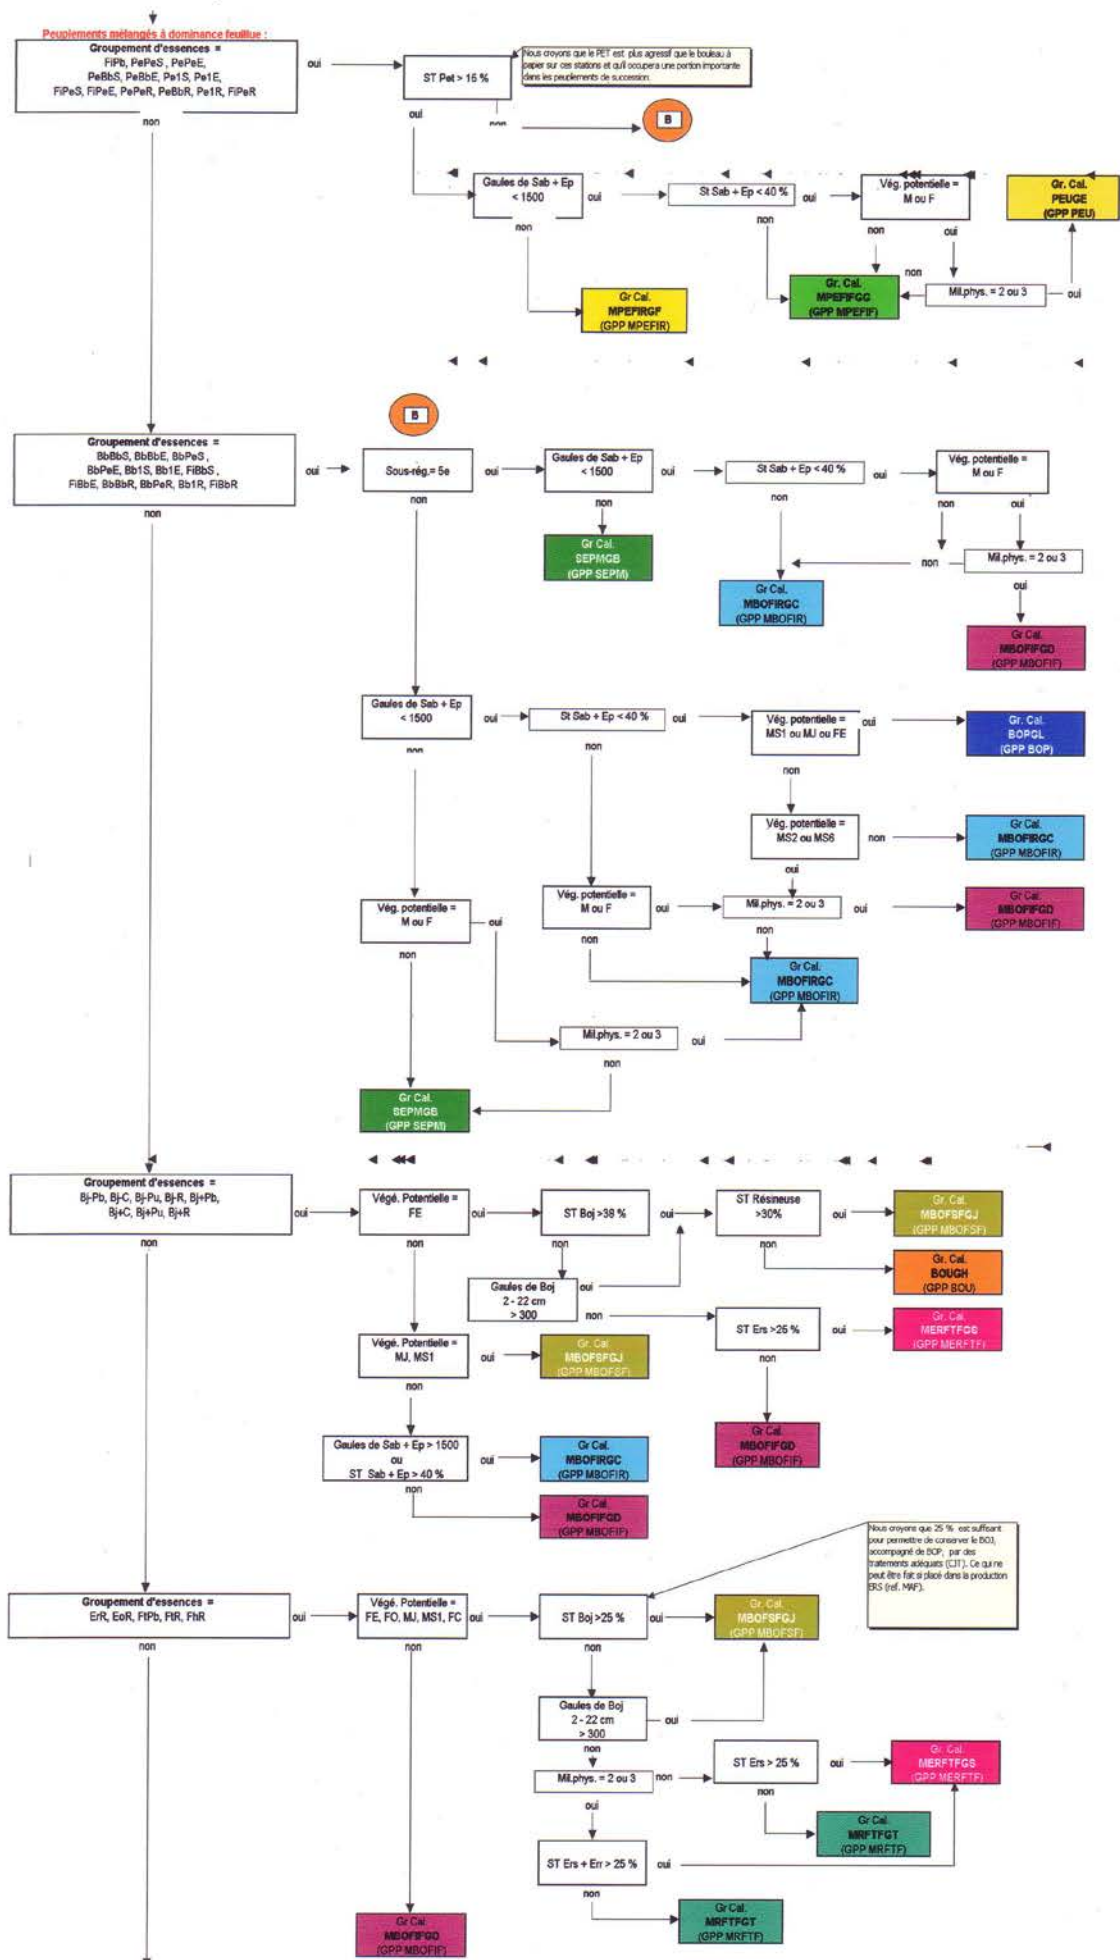 Peuplements mélangés à dominance feuillue :
Groupement d'essences =
FiPb, PePeS , PePeE,
PeBbS, PeBbE, Pe1S, Pe1E,
FiPeS, FiPeE, PePeR, PeBbR, Pe1R, FiPeR
oui
non
ST Pet > 15 %
Nous croyons que le PET est plus agressif que le bouleau à
papier sur ces stations et qu'il occupera une portion importante
dans les peuplements de succession.
oui
non
B
Gaules de Sab + Ep
< 1500
oui
non
St Sab + Ep < 40 %
oui
non
Vég. potentielle =
M ou F
non
oui
Gr. Cal.
PEUGE
(GPP PEU)
Mil.phys. = 2 ou 3
non
oui
Gr. Cal.
MPEFIFGG
(GPP MPEFIF)
Gr Cal.
MPEFIRGF
(GPP MPEFIR)
B
Groupement d'essences =
BbBbS, BbBbE, BbPeS ,
BbPeE, Bb1S, Bb1E, FiBbS ,
FiBbE, BbBbR, BbPeR, Bb1R, FiBbR
oui
non
Sous-rég.= 5e
oui
non
Gaules de Sab + Ep
< 1500
oui
non
St Sab + Ep < 40 %
oui
non
Vég. potentielle =
M ou F
non
oui
Gr Cal.
SEPMGB
(GPP SEPM)
non
Mil.phys. = 2 ou 3
oui
Gr Cal.
MBOFIRGC
(GPP MBOFIR)
Gr Cal.
MBOFIFGD
(GPP MBOFIF)
Gaules de Sab + Ep
< 1500
oui
non
St Sab + Ep < 40 %
oui
non
Vég. potentielle =
MS1 ou MJ ou FE
oui
non
Gr. Cal.
BOPGL
(GPP BOP)
Vég. potentielle =
MS2 ou MS6
non
oui
Gr Cal.
MBOFIRGC
(GPP MBOFIR)
Vég. potentielle =
M ou F
oui
non
Vég. potentielle =
M ou F
oui
non
Mil.phys. = 2 ou 3
oui
non
Gr Cal.
MBOFIFGD
(GPP MBOFIF)
Gr Cal.
MBOFIRGC
(GPP MBOFIR)
Mil.phys. = 2 ou 3
oui
non
Gr Cal.
SEPMGB
(GPP SEPM)
Groupement d'essences =
Bj-Pb, Bj-C, Bj-Pu, Bj-R, Bj+Pb,
Bj+C, Bj+Pu, Bj+R
oui
non
Végé. Potentielle =
FE
oui
non
ST Boj >38 %
oui
non
ST Résineuse
>30%
oui
non
Gr. Cal.
MBOFSFGJ
(GPP MBOFSF)
Gr. Cal.
BOUGH
(GPP BOU)
Gaules de Boj
2 - 22 cm
> 300
oui
non
ST Ers >25 %
oui
non
Gr. Cal.
MERFTFGS
(GPP MERFTF)
Végé. Potentielle =
MJ, MS1
oui
non
Gr. Cal.
MBOFSFGJ
(GPP MBOFSF)
Gaules de Sab + Ep > 1500
ou
ST Sab + Ep > 40 %
oui
non
Gr Cal.
MBOFIRGC
(GPP MBOFIR)
Gr Cal.
MBOFIFGD
(GPP MBOFIF)
Gr Cal.
MBOFIFGD
(GPP MBOFIF)
Nous croyons que 25 % est suffisant
pour permettre de conserver le BOJ,
accompagné de BOP, par des
traitements adéquats (CJT). Ce qui ne
peut être fait si placé dans la production
ERS (ref. MAF).
Groupement d'essences =
ErR, EoR, FtPb, FtR, FhR
oui
non
Végé. Potentielle =
FE, FO, MJ, MS1, FC
oui
non
ST Boj >25 %
oui
non
Gr. Cal.
MBOFSFGJ
(GPP MBOFSF)
Gaules de Boj
2 - 22 cm
> 300
oui
non
Mil.phys. = 2 ou 3
non
oui
ST Ers > 25 %
oui
non
Gr. Cal.
MERFTFGS
(GPP MERFTF)
Gr Cal.
MRFTFGT
(GPP MRFTF)
ST Ers + Err > 25 %
oui
non
Gr Cal.
MRFTFGT
(GPP MRFTF)
Gr Cal.
MBOFIFGD
(GPP MBOFIF)